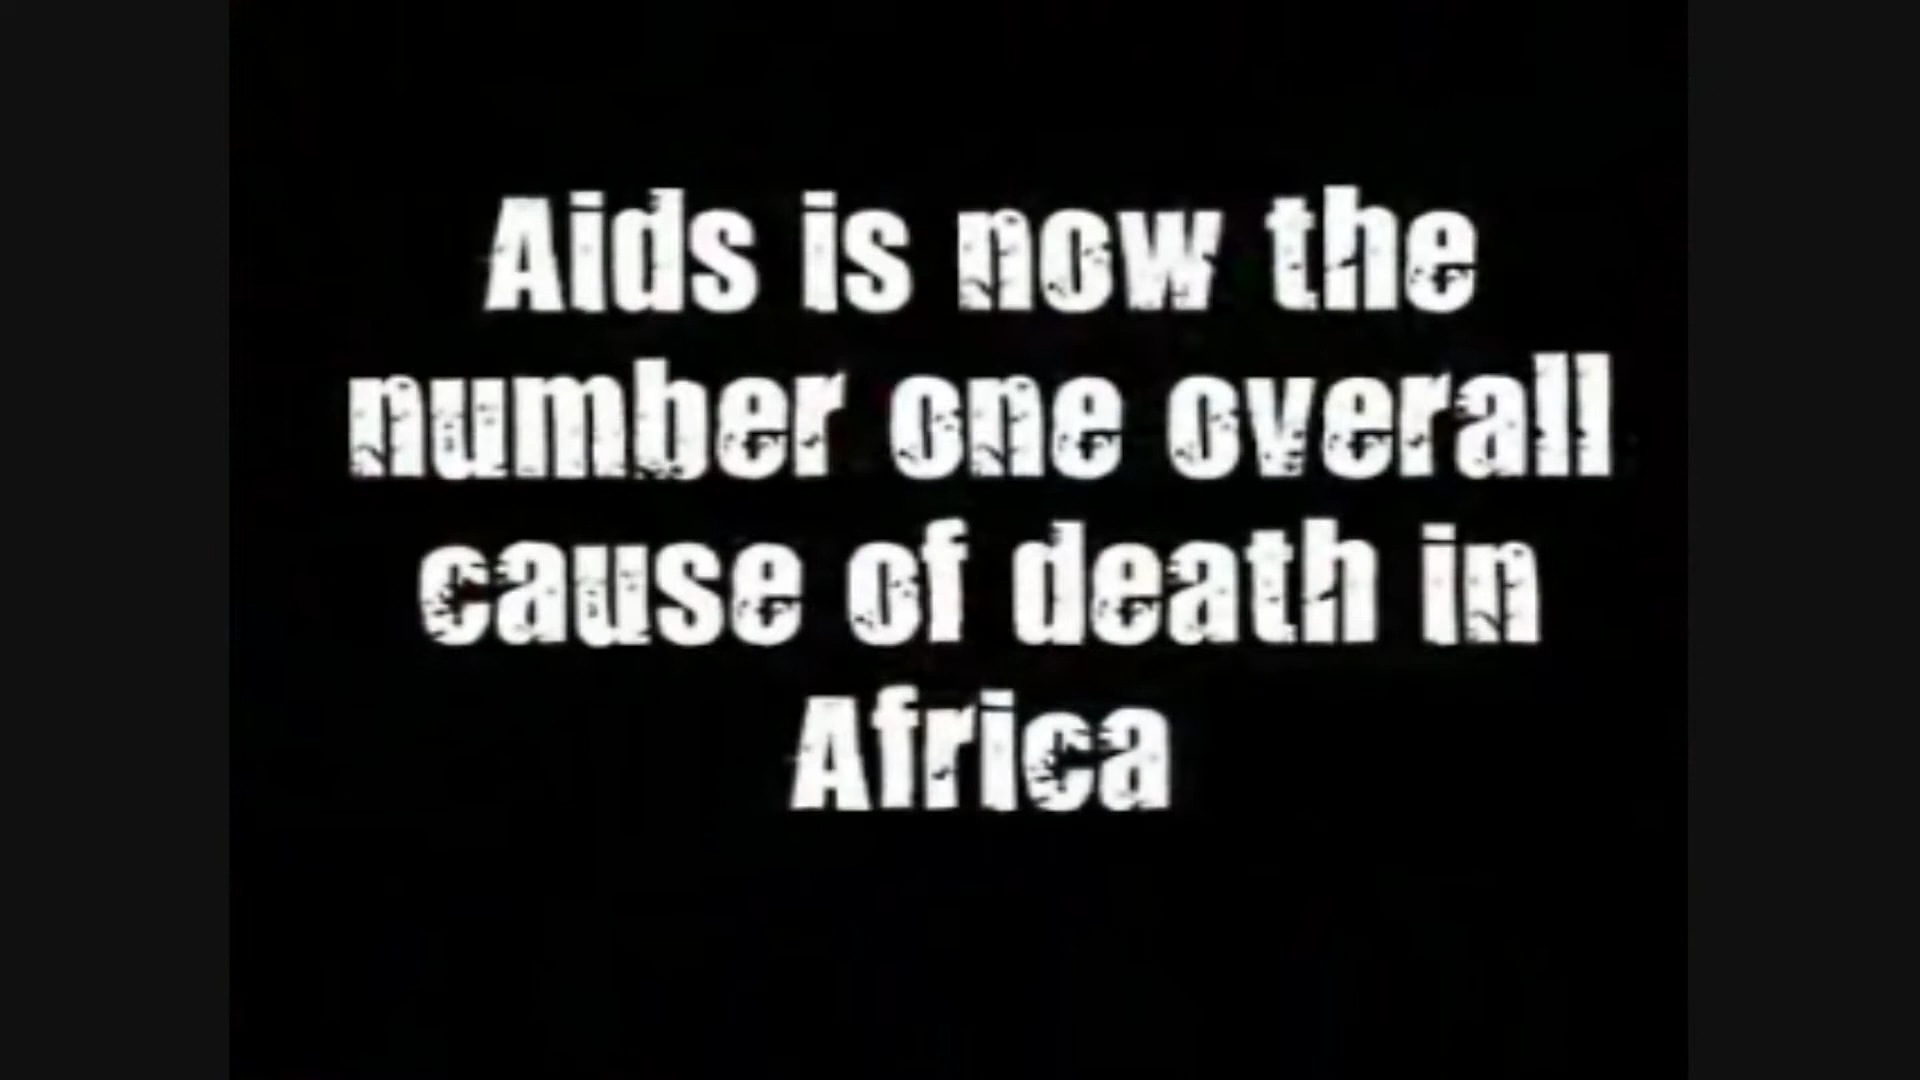 Aids is now the
number one overall
cause of death in
Africa